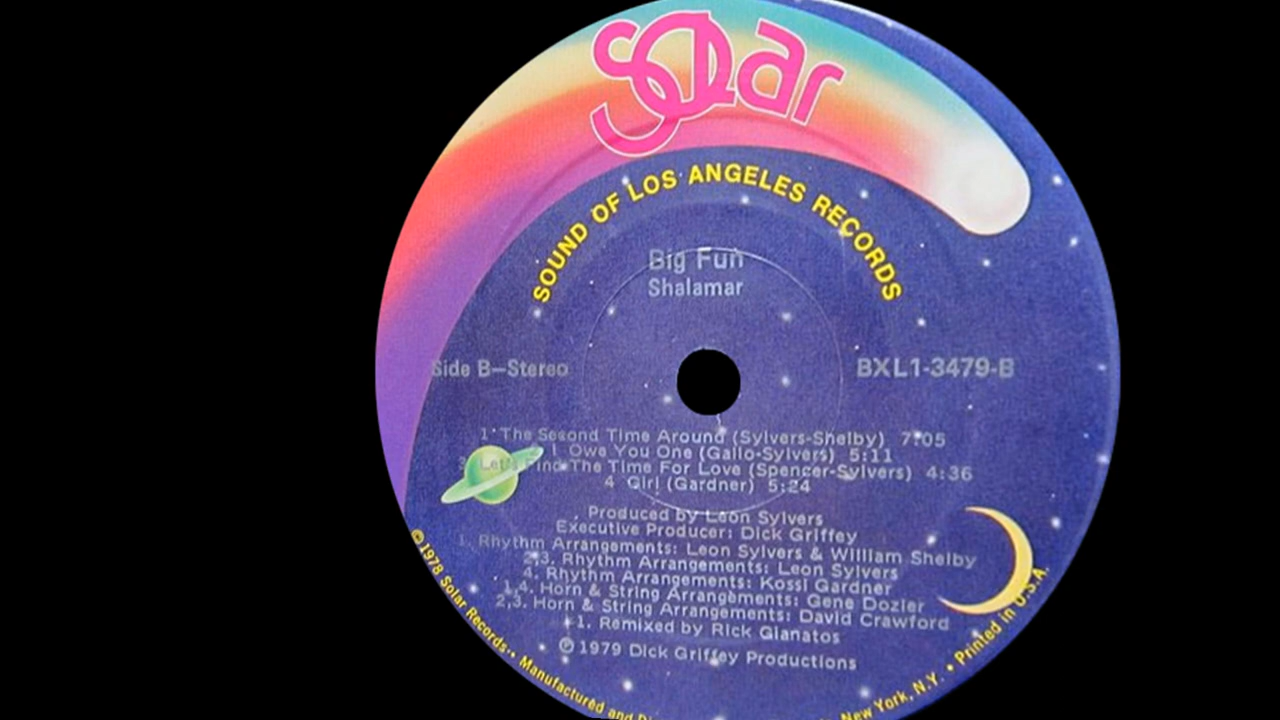 solar
SOUND OF LOS ANGELES RECORDS
Big Fun
Shalamar
Side B—Stereo
BXL1-3479-B
1 The Second Time Around (Sylvers-Shelby) 7:05
2 I Owe You One (Gallo-Sylvers) 5:11
3 Let's Find The Time For Love (Spencer-Sylvers) 4:36
4 Girl (Gardner) 5:24
Produced by Leon Sylvers
Executive Producer: Dick Griffey
1. Rhythm Arrangements: Leon Sylvers & William Shelby
2,3. Rhythm Arrangements: Leon Sylvers
4. Rhythm Arrangements: Kossi Gardner
1,4. Horn & String Arrangements: Gene Dozier
2,3. Horn & String Arrangements: David Crawford
1. Remixed by Rick Gianatos
℗ 1979 Dick Griffey Productions
©1978 Solar Records • Manufactured and
New York, N.Y. • Printed in U.S.A.